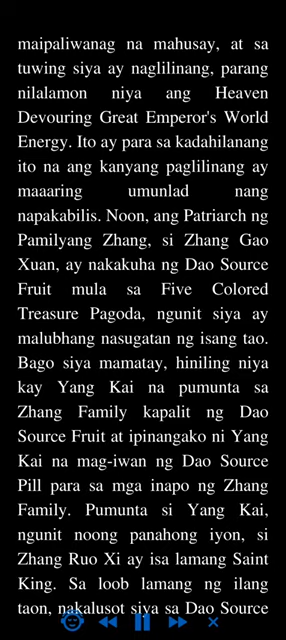 maipaliwanag na mahusay, at sa
tuwing siya ay naglilinang, parang
nilalamon niya ang Heaven
Devouring Great Emperor's World
Energy. Ito ay para sa kadahilanang
ito na ang kanyang paglilinang ay
maaaring umunlad nang
napakabilis. Noon, ang Patriarch ng
Pamilyang Zhang, si Zhang Gao
Xuan, ay nakakuha ng Dao Source
Fruit mula sa Five Colored
Treasure Pagoda, ngunit siya ay
malubhang nasugatan ng isang tao.
Bago siya mamatay, hiniling niya
kay Yang Kai na pumunta sa
Zhang Family kapalit ng Dao
Source Fruit at ipinangako ni Yang
Kai na mag-iwan ng Dao Source
Pill para sa mga inapo ng Zhang
Family. Pumunta si Yang Kai,
ngunit noong panahong iyon, si
Zhang Ruo Xi ay isa lamang Saint
King. Sa loob lamang ng ilang
taon, nakalusot siya sa Dao Source